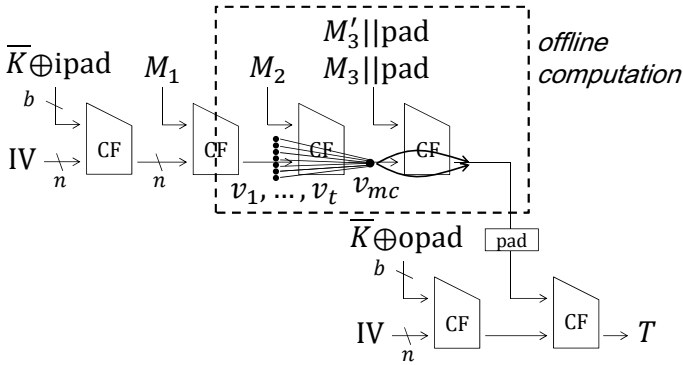 M′₃||pad
offline
K̅⊕ipad M₁ M₂ M₃||pad computation
b
CF CF CF CF
IV
n n
v₁, … , vₜ v_mc
K̅⊕opad pad
b
CF CF
IV T
n